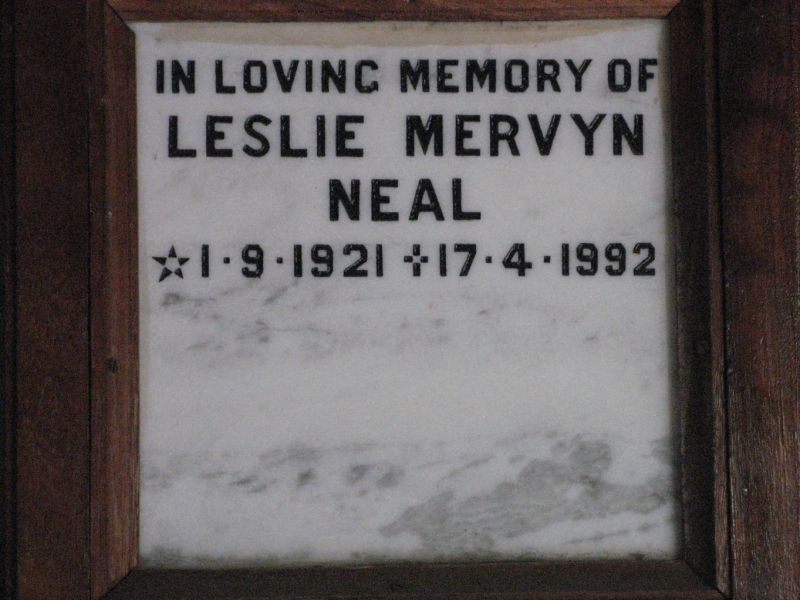 IN LOVING MEMORY OF
LESLIE MERVYN
NEAL
☆1·9·1921 ✢17·4·1992